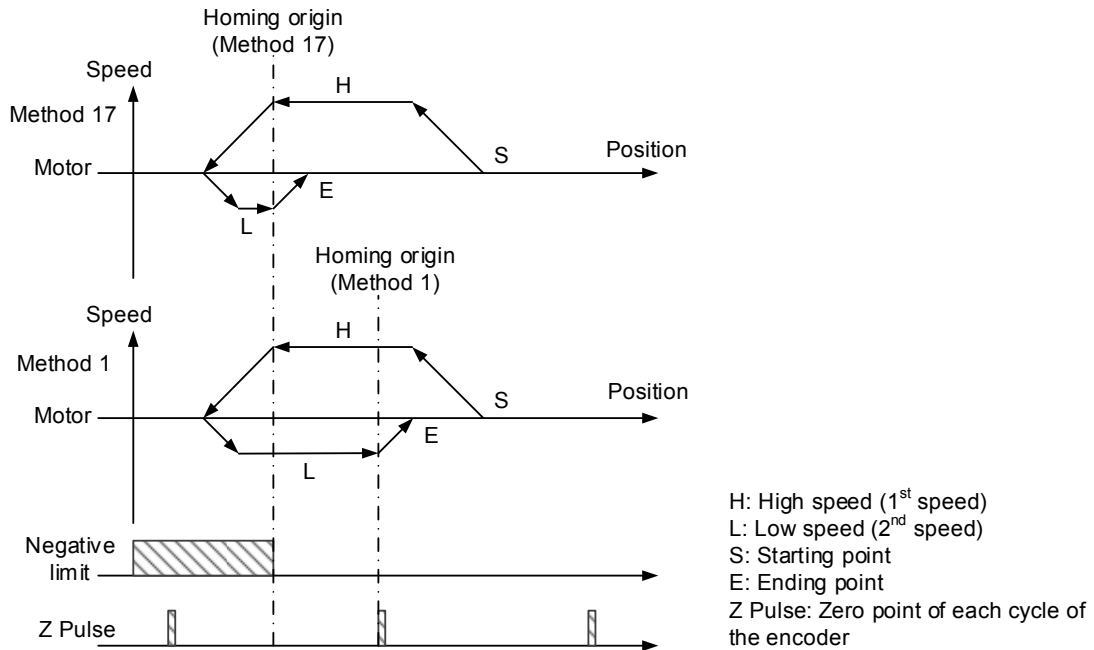 Homing origin
(Method 17)
Speed
Method 17
H
S
Position
Motor
E
L
Homing origin
(Method 1)
Speed
Method 1
H
S
Position
Motor
E
L
Negative
limit
Z Pulse
H: High speed (1st speed)
L: Low speed (2nd speed)
S: Starting point
E: Ending point
Z Pulse: Zero point of each cycle of
the encoder